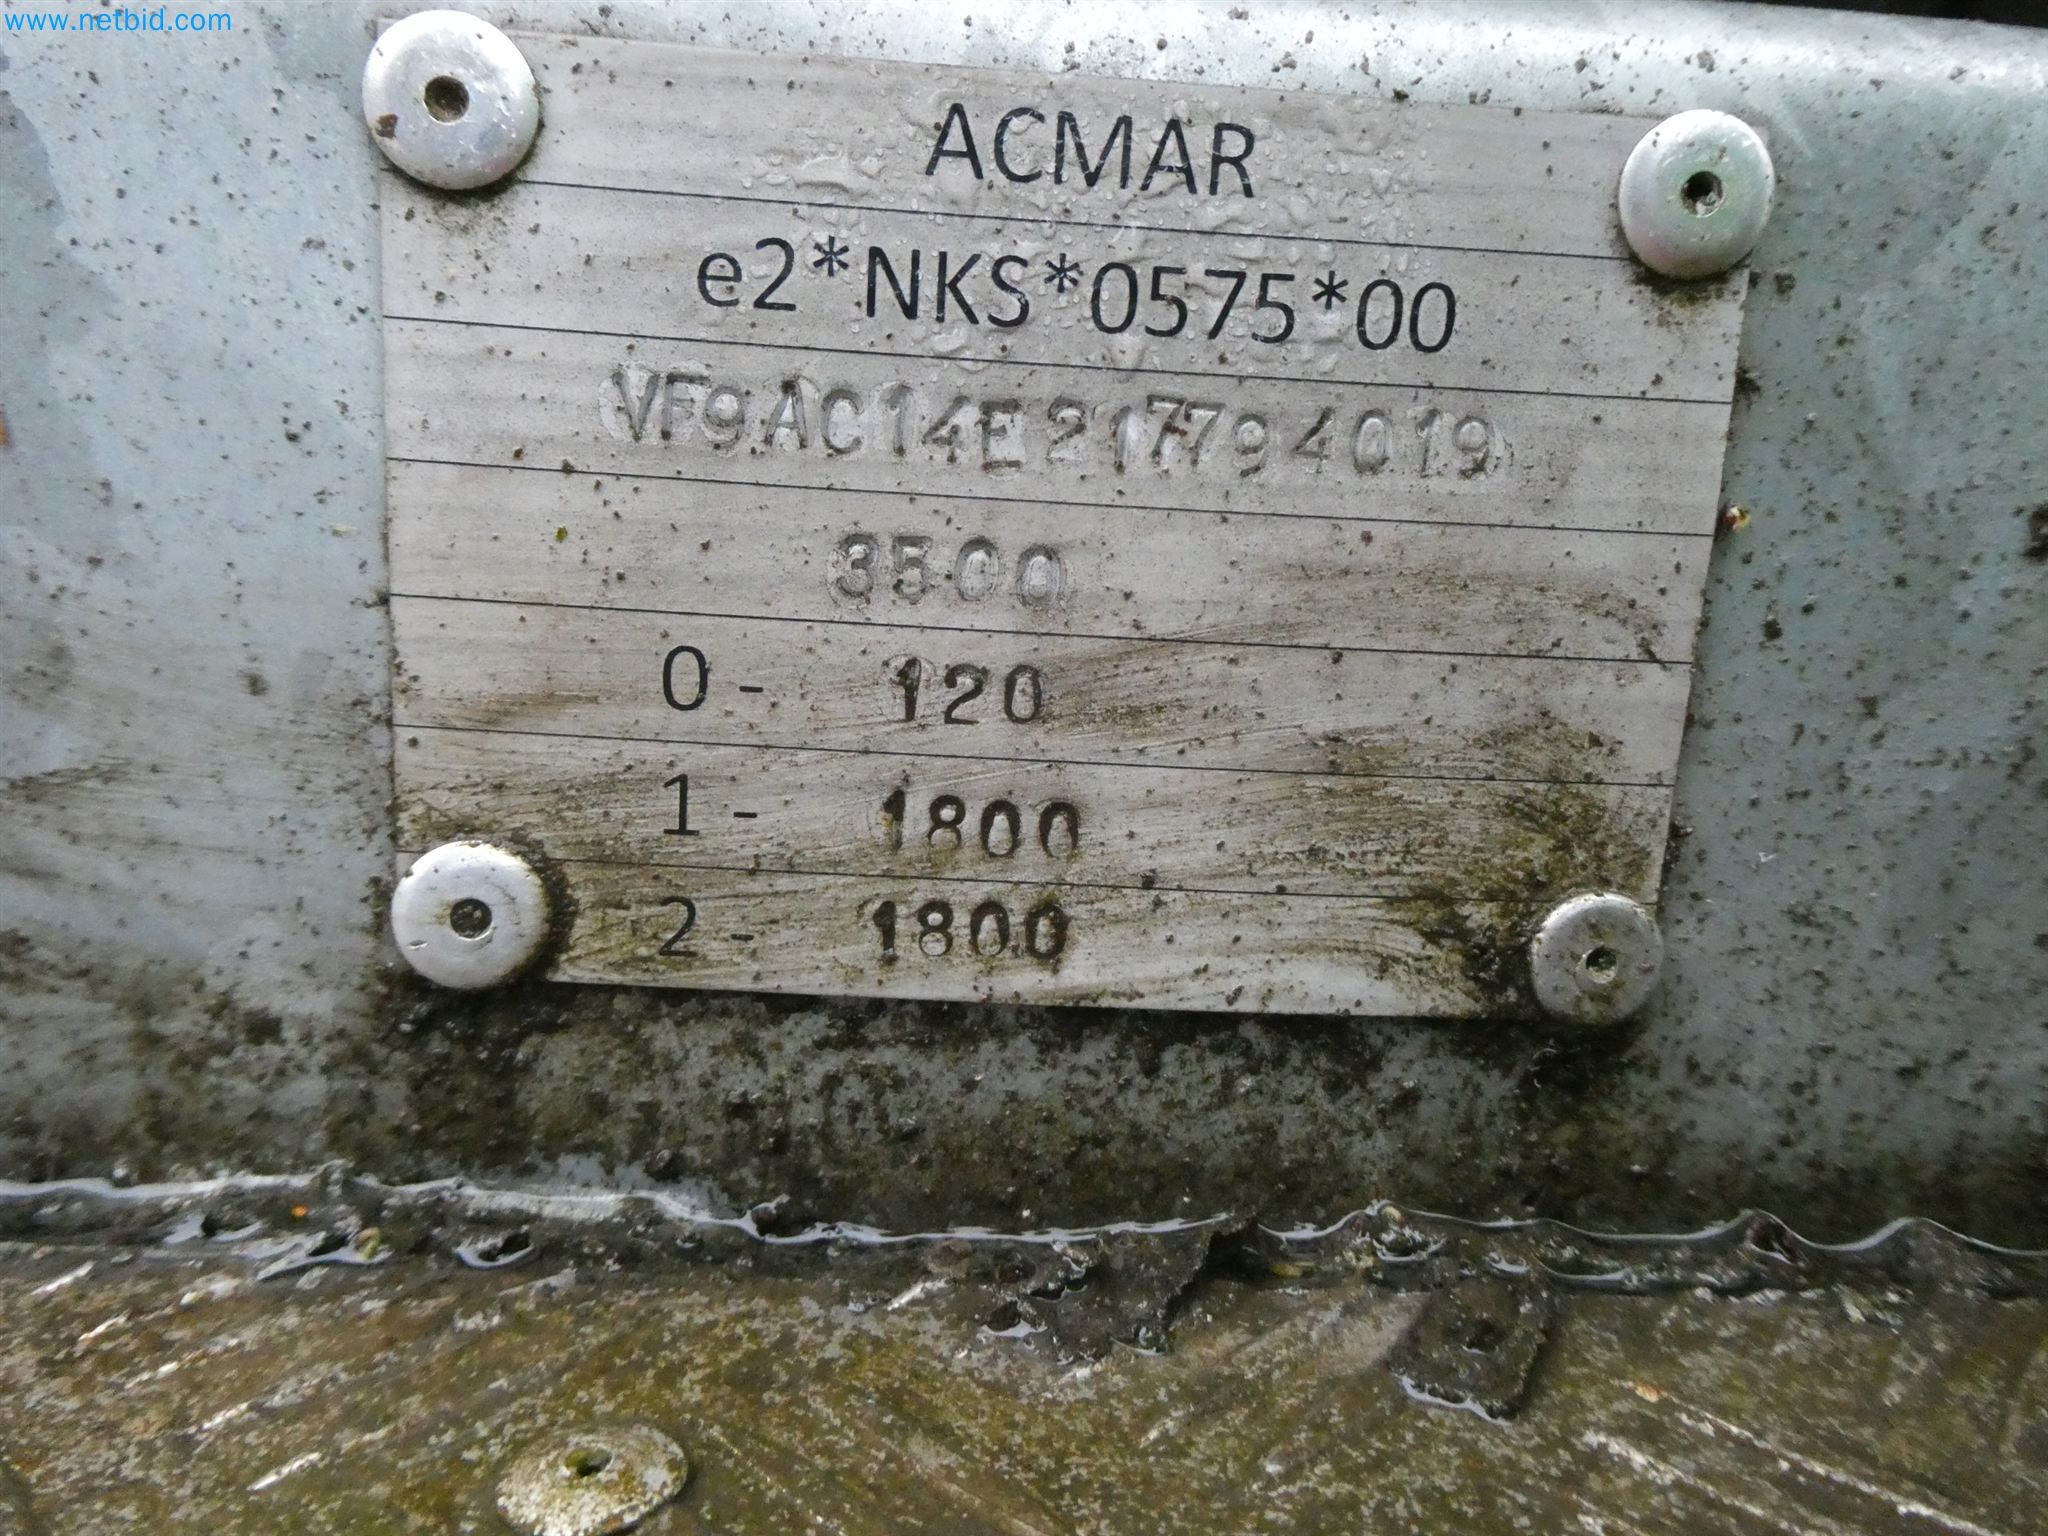 www.netbid.com
ACMAR
e2*NKS*0575*00
VF9AC14E217794019
3500
0 - 120
1 - 1800
2 - 1800